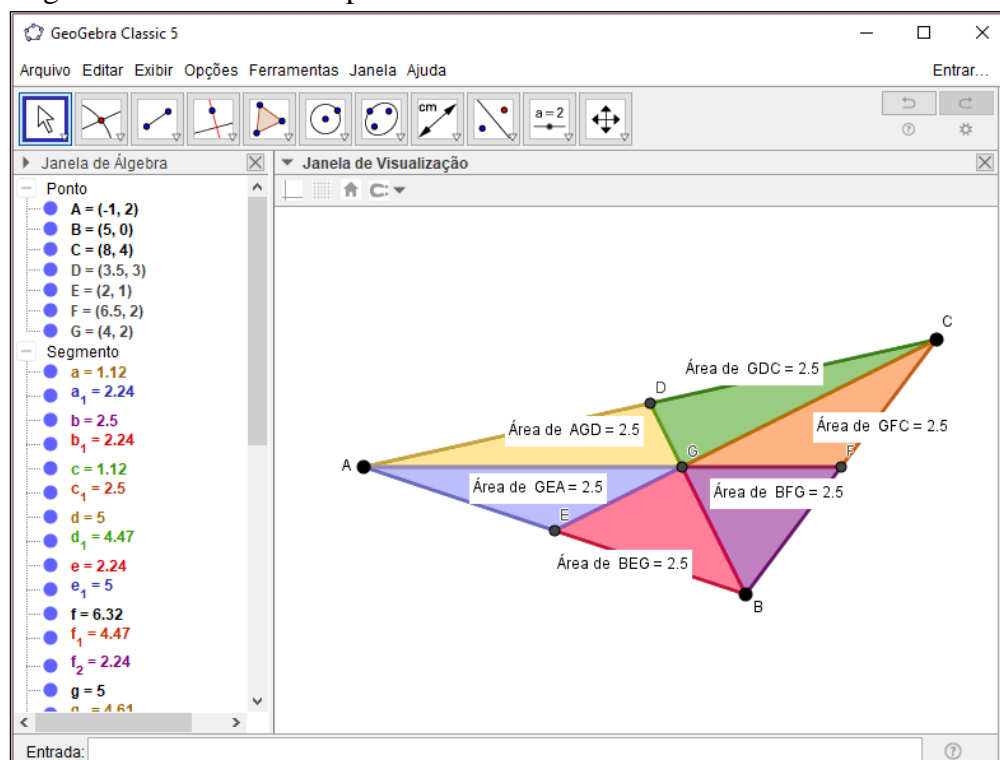 GeoGebra Classic 5
Arquivo Editar Exibir Opções Ferramentas Janela Ajuda Entrar...
cm
a = 2
Janela de Álgebra
Ponto
A = (-1, 2)
B = (5, 0)
C = (8, 4)
D = (3.5, 3)
E = (2, 1)
F = (6.5, 2)
G = (4, 2)
Segmento
a = 1.12
a₁ = 2.24
b = 2.5
b₁ = 2.24
c = 1.12
c₁ = 2.5
d = 5
d₁ = 4.47
e = 2.24
e₁ = 5
f = 6.32
f₁ = 4.47
f₂ = 2.24
g = 5
Janela de Visualização
C
Área de GDC = 2.5
D
Área de AGD = 2.5
Área de GFC = 2.5
A
G
F
Área de GEA = 2.5
Área de BFG = 2.5
E
Área de BEG = 2.5
B
Entrada: